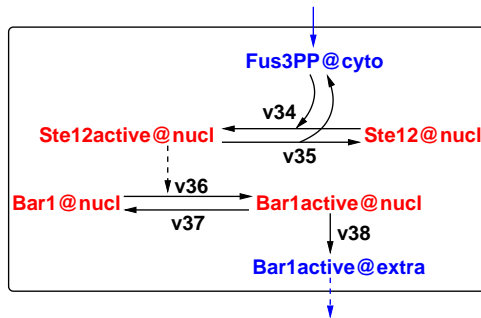 Fus3PP@cyto
v34
Ste12active@nucl
Ste12@nucl
v35
v36
Bar1@nucl
Bar1active@nucl
v37
v38
Bar1active@extra